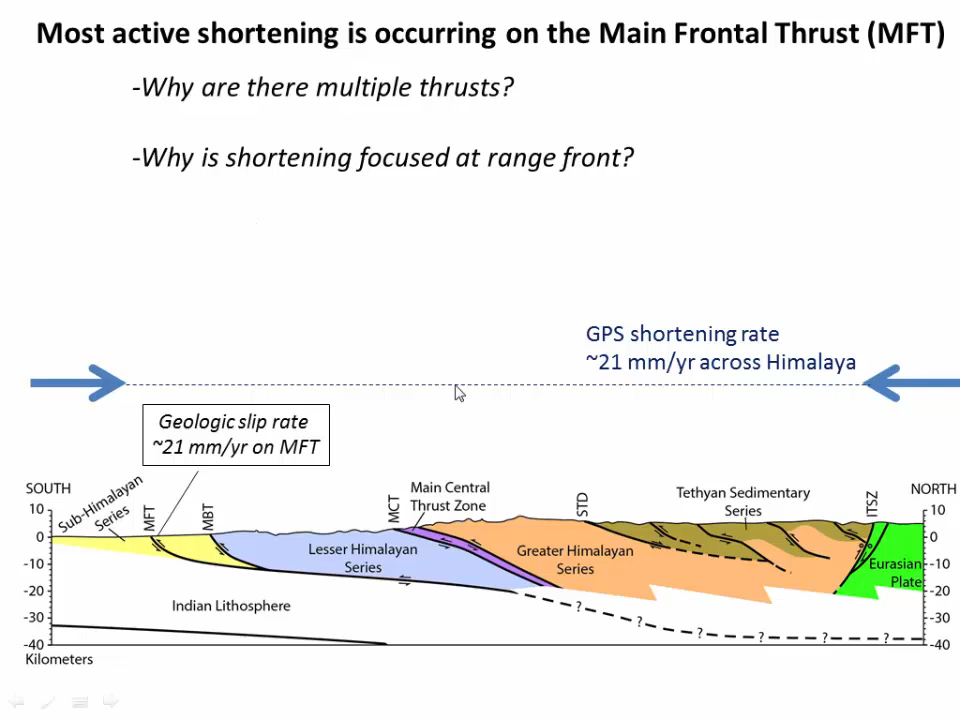 Most active shortening is occurring on the Main Frontal Thrust (MFT)
-Why are there multiple thrusts?
-Why is shortening focused at range front?
GPS shortening rate
~21 mm/yr across Himalaya
Geologic slip rate
~21 mm/yr on MFT
SOUTH
NORTH
Sub-Himalayan
Series
MFT
MBT
MCT
Main Central
Thrust Zone
STD
Tethyan Sedimentary
Series
ITSZ
10
0
-10
-20
-30
-40
Kilometers
Lesser Himalayan
Series
Greater Himalayan
Series
Eurasian
Plate
Indian Lithosphere
? ? ? ? ? ?
10
0
-10
-20
-30
-40